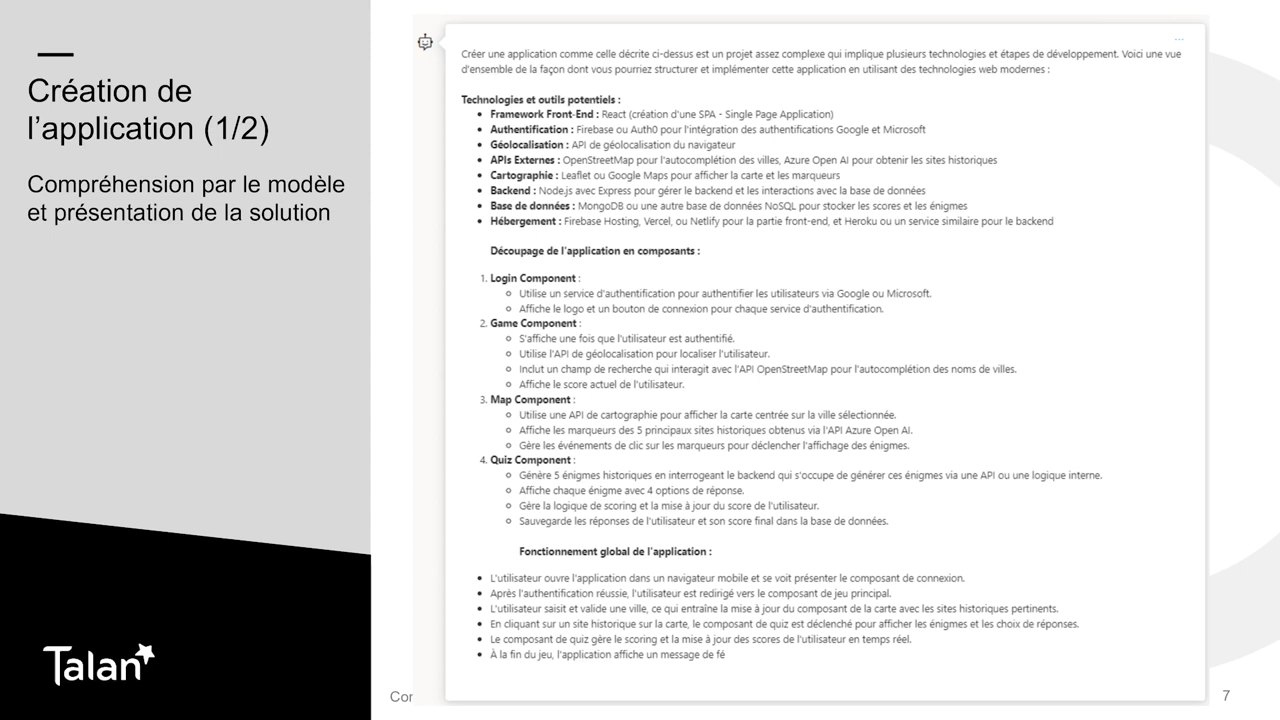 Création de
l'application (1/2)
Compréhension par le modèle
et présentation de la solution
Talan
Créer une application comme celle décrite ci-dessus est un projet assez complexe qui implique plusieurs technologies et étapes de développement. Voici une vue
d'ensemble de la façon dont vous pourriez structurer et implémenter cette application en utilisant des technologies web modernes :
Technologies et outils potentiels :
• Framework Front-End : React (création d'une SPA - Single Page Application)
• Authentification : Firebase ou Auth0 pour l'intégration des authentifications Google et Microsoft
• Géolocalisation : API de géolocalisation du navigateur
• APIs Externes : OpenStreetMap pour l'autocomplétion des villes, Azure Open AI pour obtenir les sites historiques
• Cartographie : Leaflet ou Google Maps pour afficher la carte et les marqueurs
• Backend : Node.js avec Express pour gérer le backend et les interactions avec la base de données
• Base de données : MongoDB ou une autre base de données NoSQL pour stocker les scores et les énigmes
• Hébergement : Firebase Hosting, Vercel, ou Netlify pour la partie front-end, et Heroku ou un service similaire pour le backend
Découpage de l'application en composants :
1. Login Component :
○ Utilise un service d'authentification pour authentifier les utilisateurs via Google ou Microsoft.
○ Affiche le logo et un bouton de connexion pour chaque service d'authentification.
2. Game Component :
○ S'affiche une fois que l'utilisateur est authentifié.
○ Utilise l'API de géolocalisation pour localiser l'utilisateur.
○ Inclut un champ de recherche qui interagit avec l'API OpenStreetMap pour l'autocomplétion des noms de villes.
○ Affiche le score actuel de l'utilisateur.
3. Map Component :
○ Utilise une API de cartographie pour afficher la carte centrée sur la ville sélectionnée.
○ Affiche les marqueurs des 5 principaux sites historiques obtenus via l'API Azure Open AI.
○ Gère les événements de clic sur les marqueurs pour déclencher l'affichage des énigmes.
4. Quiz Component :
○ Génère 5 énigmes historiques en interrogeant le backend qui s'occupe de générer ces énigmes via une API ou une logique interne.
○ Affiche chaque énigme avec 4 options de réponse.
○ Gère la logique de scoring et la mise à jour du score de l'utilisateur.
○ Sauvegarde les réponses de l'utilisateur et son score final dans la base de données.
Fonctionnement global de l'application :
• L'utilisateur ouvre l'application dans un navigateur mobile et se voit présenter le composant de connexion.
• Après l'authentification réussie, l'utilisateur est redirigé vers le composant de jeu principal.
• L'utilisateur saisit et valide une ville, ce qui entraîne la mise à jour du composant de la carte avec les sites historiques pertinents.
• En cliquant sur un site historique sur la carte, le composant de quiz est déclenché pour afficher les énigmes et les choix de réponses.
• Le composant de quiz gère le scoring et la mise à jour des scores de l'utilisateur en temps réel.
• À la fin du jeu, l'application affiche un message de fé
Cor
7